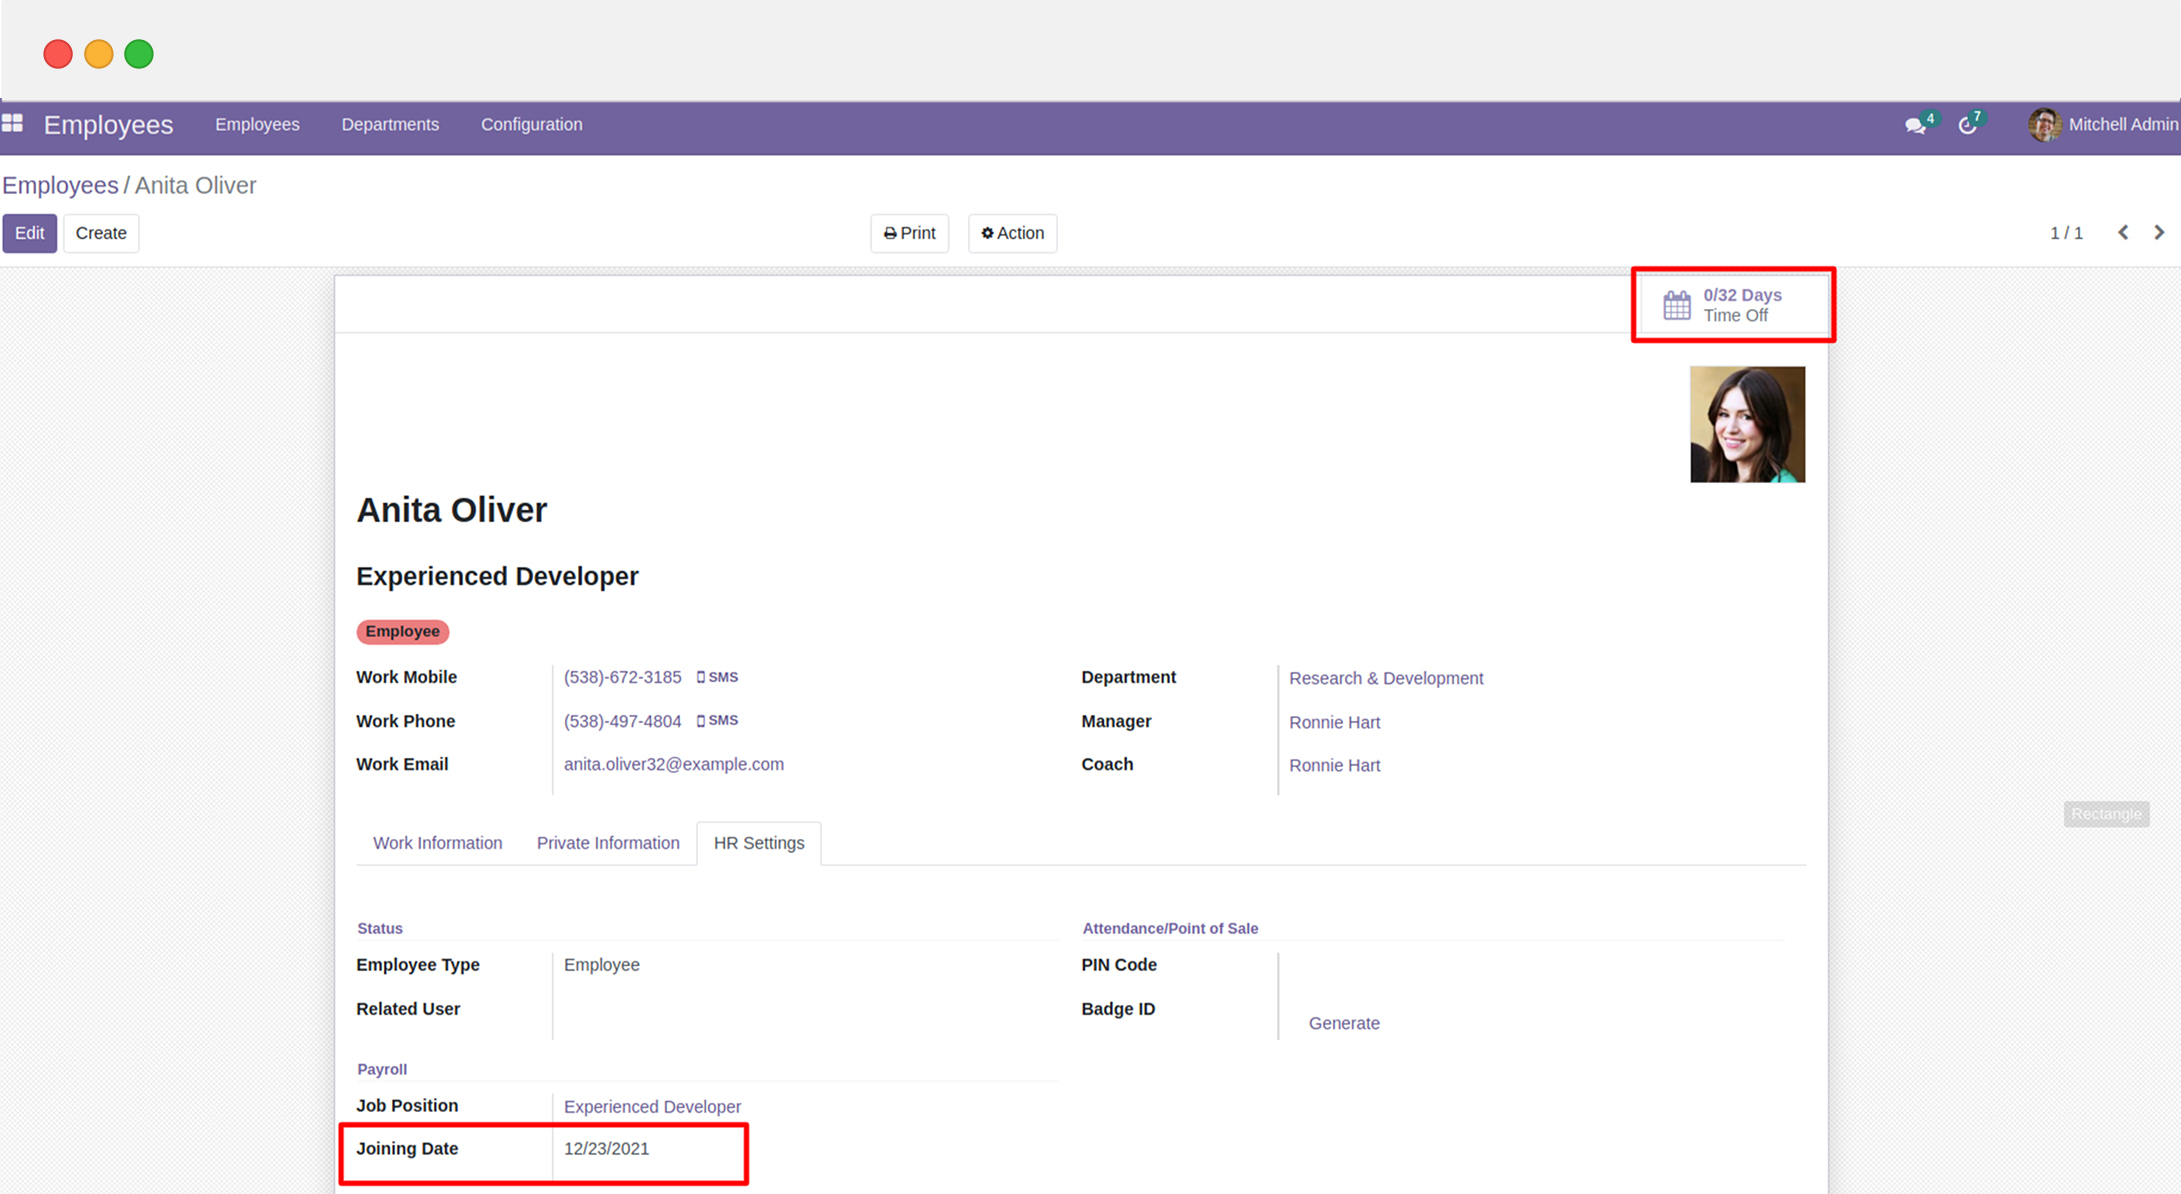 Employees Employees Departments Configuration 4 7 Mitchell Admin
Employees / Anita Oliver
Edit Create Print Action 1 / 1
0/32 Days
Time Off
Anita Oliver
Experienced Developer
Employee
Work Mobile (538)-672-3185 SMS Department Research & Development
Work Phone (538)-497-4804 SMS Manager Ronnie Hart
Work Email anita.oliver32@example.com Coach Ronnie Hart
Rectangle
Work Information Private Information HR Settings
Status Attendance/Point of Sale
Employee Type Employee PIN Code
Related User Badge ID
Generate
Payroll
Job Position Experienced Developer
Joining Date 12/23/2021